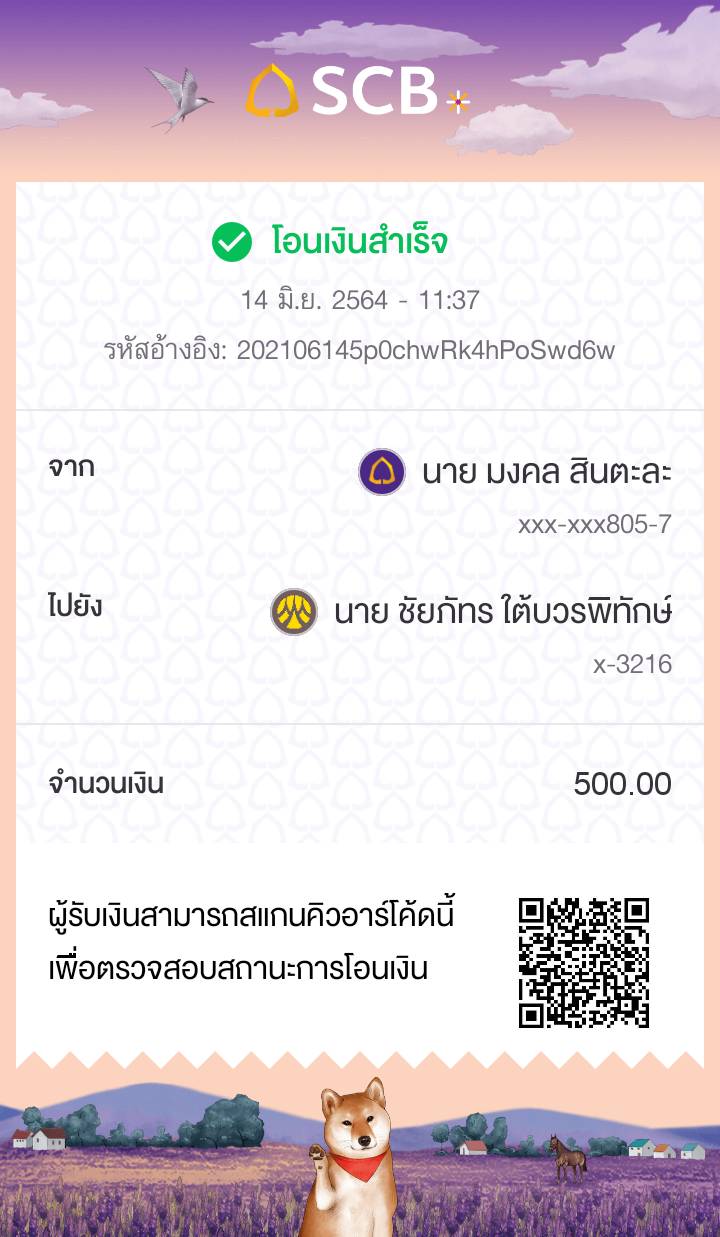 SCB
โอนเงินสำเร็จ
14 มิ.ย. 2564 - 11:37
รหัสอ้างอิง: 202106145p0chwRk4hPoSwd6w
จาก นาย มงคล สินตะละ
xxx-xxx805-7
ไปยัง นาย ชัยภัทร ใต้บวรพิทักษ์
x-3216
จำนวนเงิน 500.00
ผู้รับเงินสามารถสแกนคิวอาร์โค้ดนี้
เพื่อตรวจสอบสถานะการโอนเงิน